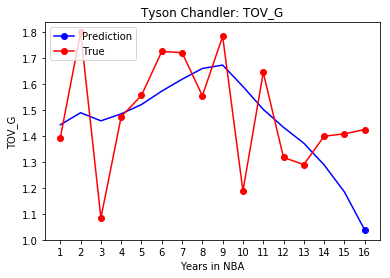 Tyson Chandler: TOV_G
Prediction
True
TOV_G
1.8
1.7
1.6
1.5
1.4
1.3
1.2
1.1
1.0
1 2 3 4 5 6 7 8 9 10 11 12 13 14 15 16
Years in NBA